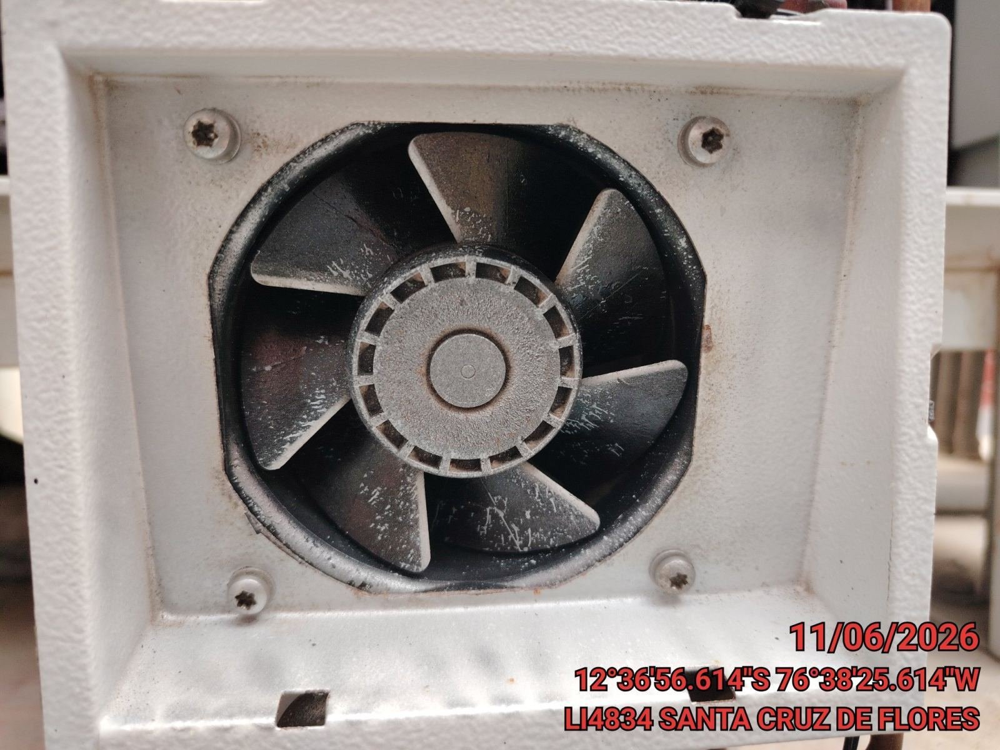 11/06/2026
12°36'56.614"S 76°38'25.614"W
LI4834 SANTA CRUZ DE FLORES